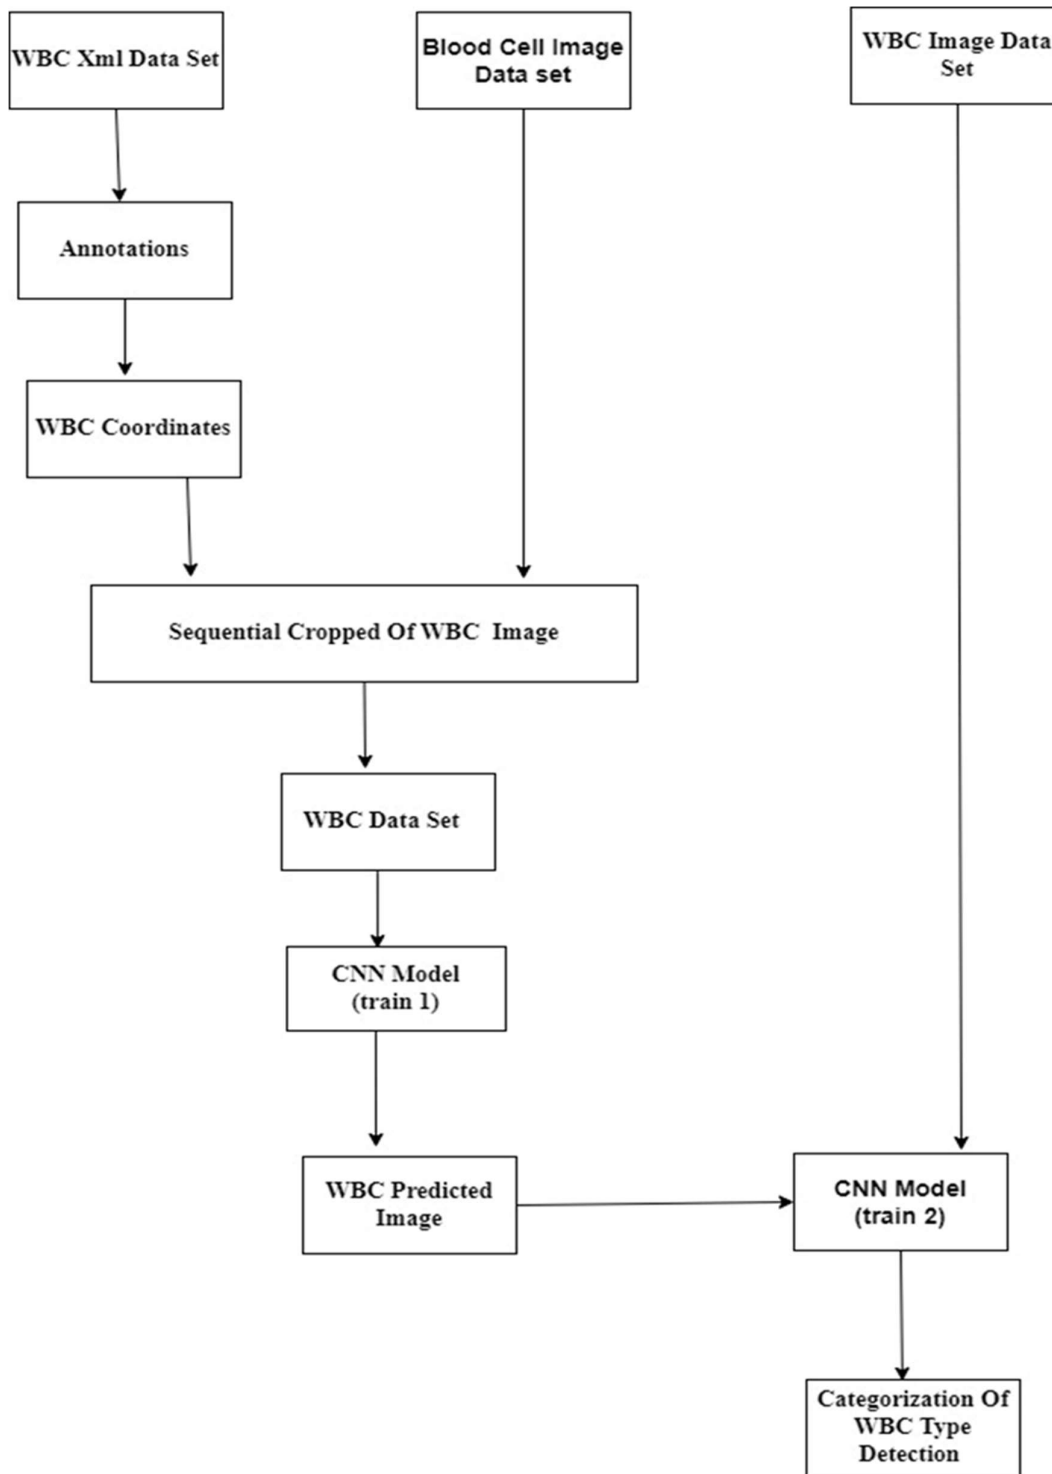 WBC Xml Data Set
Blood Cell Image
Data set
WBC Image Data
Set
Annotations
WBC Coordinates
Sequential Cropped Of WBC Image
WBC Data Set
CNN Model
(train 1)
WBC Predicted
Image
CNN Model
(train 2)
Categorization Of
WBC Type
Detection